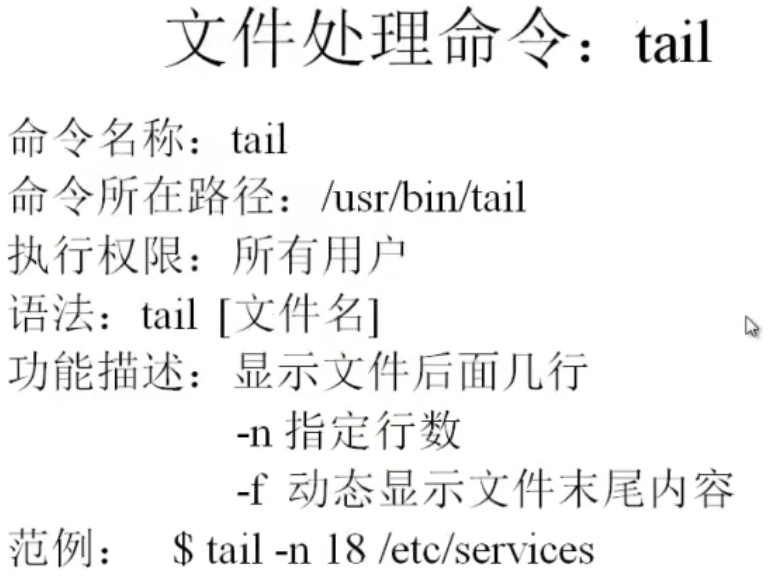 文件处理命令：tail
命令名称：tail
命令所在路径：/usr/bin/tail
执行权限：所有用户
语法：tail [文件名]
功能描述：显示文件后面几行
-n 指定行数
-f 动态显示文件末尾内容
范例： $ tail -n 18 /etc/services